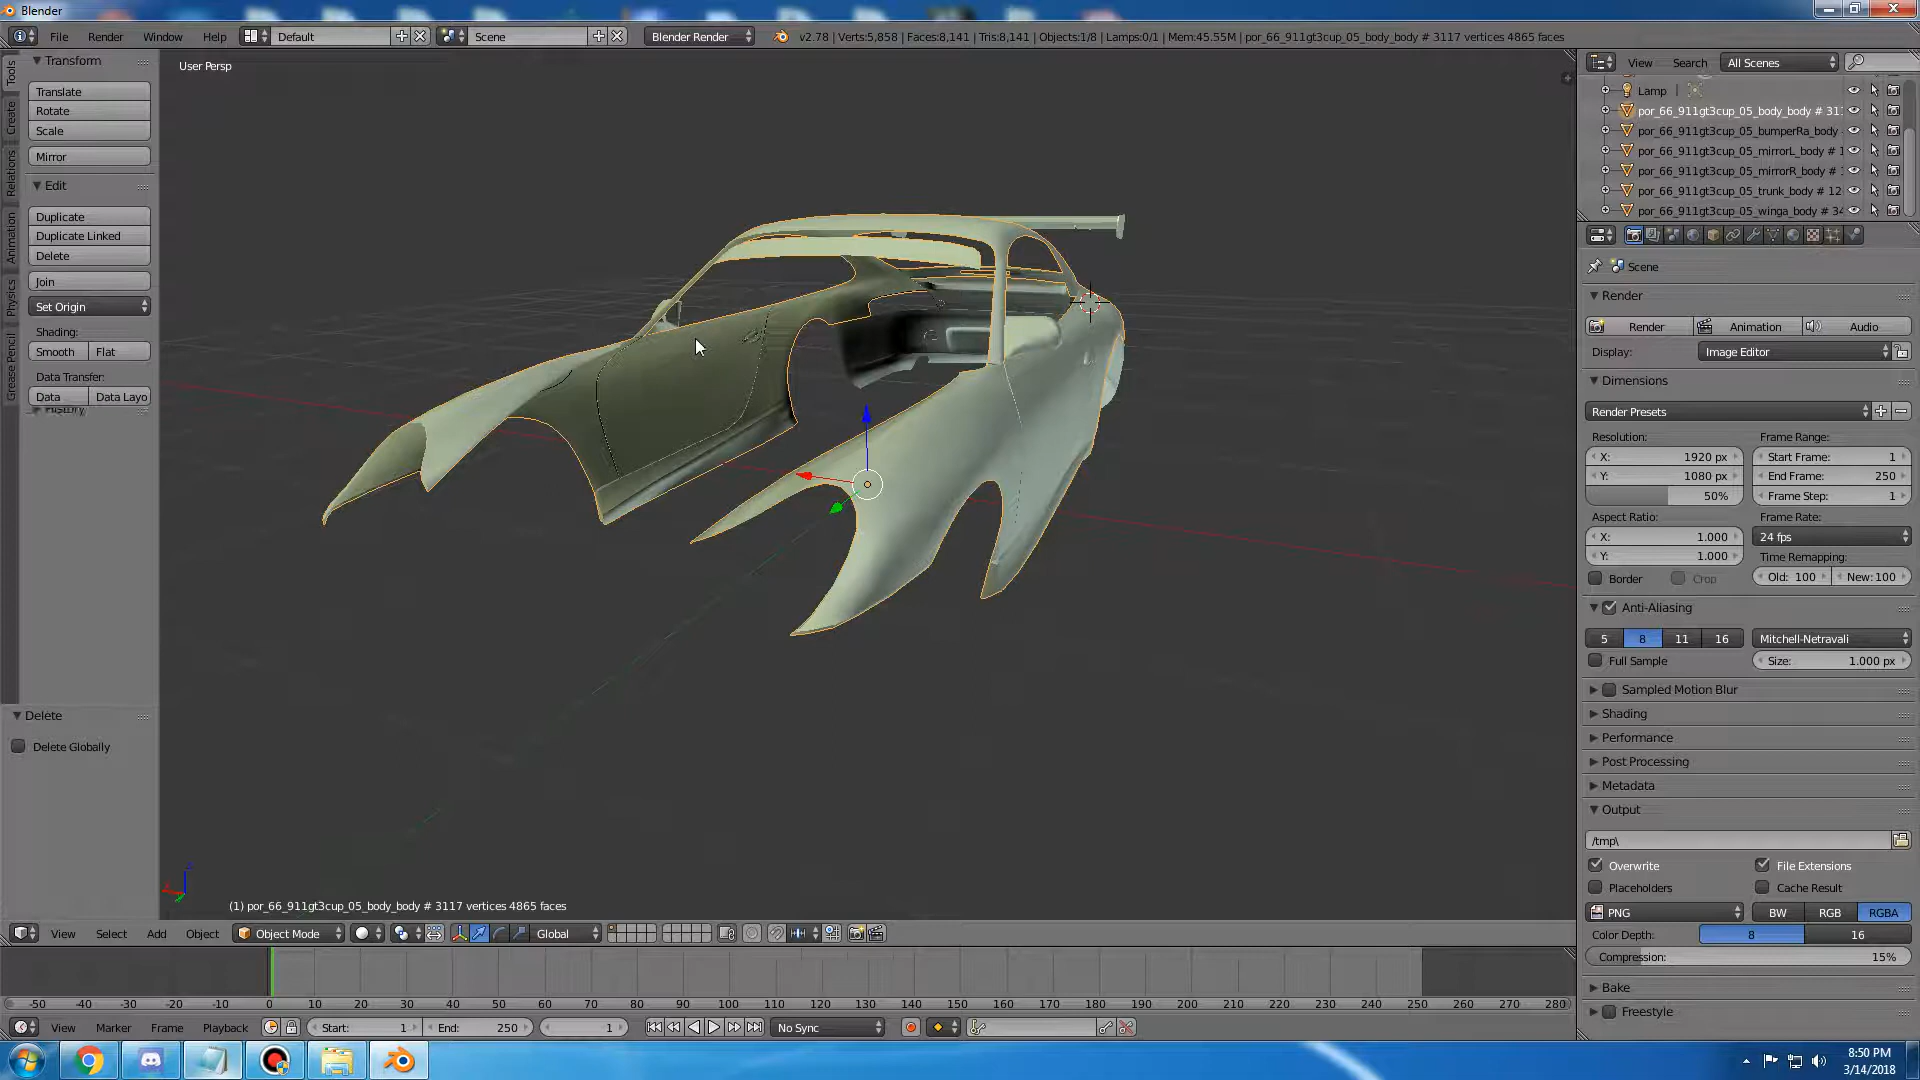 Blender
File Render Window Help Default Scene Blender Render v2.78 | Verts:5,858 | Faces:8,141 | Tris:8,141 | Objects:1/8 | Lamps:0/1 | Mem:45.55M | por_66_911gt3cup_05_body_body # 3117 vertices 4865 faces
Tools
Create
Relations
Animation
Physics
Grease Pencil
Transform
Translate
Rotate
Scale
Mirror
Edit
Duplicate
Duplicate Linked
Delete
Join
Set Origin
Shading:
Smooth Flat
Data Transfer:
Data Data Layo
History
Delete
Delete Globally
User Persp
(1) por_66_911gt3cup_05_body_body # 3117 vertices 4865 faces
View Select Add Object Object Mode Global
-50 -40 -30 -20 -10 0 10 20 30 40 50 60 70 80 90 100 110 120 130 140 150 160 170 180 190 200 210 220 230 240 250 260 270 280
View Marker Frame Playback Start: 1 End: 250 1 No Sync
View Search All Scenes
Lamp
por_66_911gt3cup_05_body_body # 31
por_66_911gt3cup_05_bumperRa_body
por_66_911gt3cup_05_mirrorL_body # 1
por_66_911gt3cup_05_mirrorR_body #
por_66_911gt3cup_05_trunk_body # 12
por_66_911gt3cup_05_winga_body # 34
Scene
Render
Render Animation Audio
Display: Image Editor
Dimensions
Render Presets
Resolution: Frame Range:
X: 1920 px Start Frame: 1
Y: 1080 px End Frame: 250
50% Frame Step: 1
Aspect Ratio: Frame Rate:
X: 1.000 24 fps
Y: 1.000 Time Remapping:
Border Crop Old: 100 New: 100
Anti-Aliasing
5 8 11 16 Mitchell-Netravali
Full Sample Size: 1.000 px
Sampled Motion Blur
Shading
Performance
Post Processing
Metadata
Output
/tmp\
Overwrite File Extensions
Placeholders Cache Result
PNG BW RGB RGBA
Color Depth: 8 16
Compression: 15%
Bake
Freestyle
8:50 PM
3/14/2018